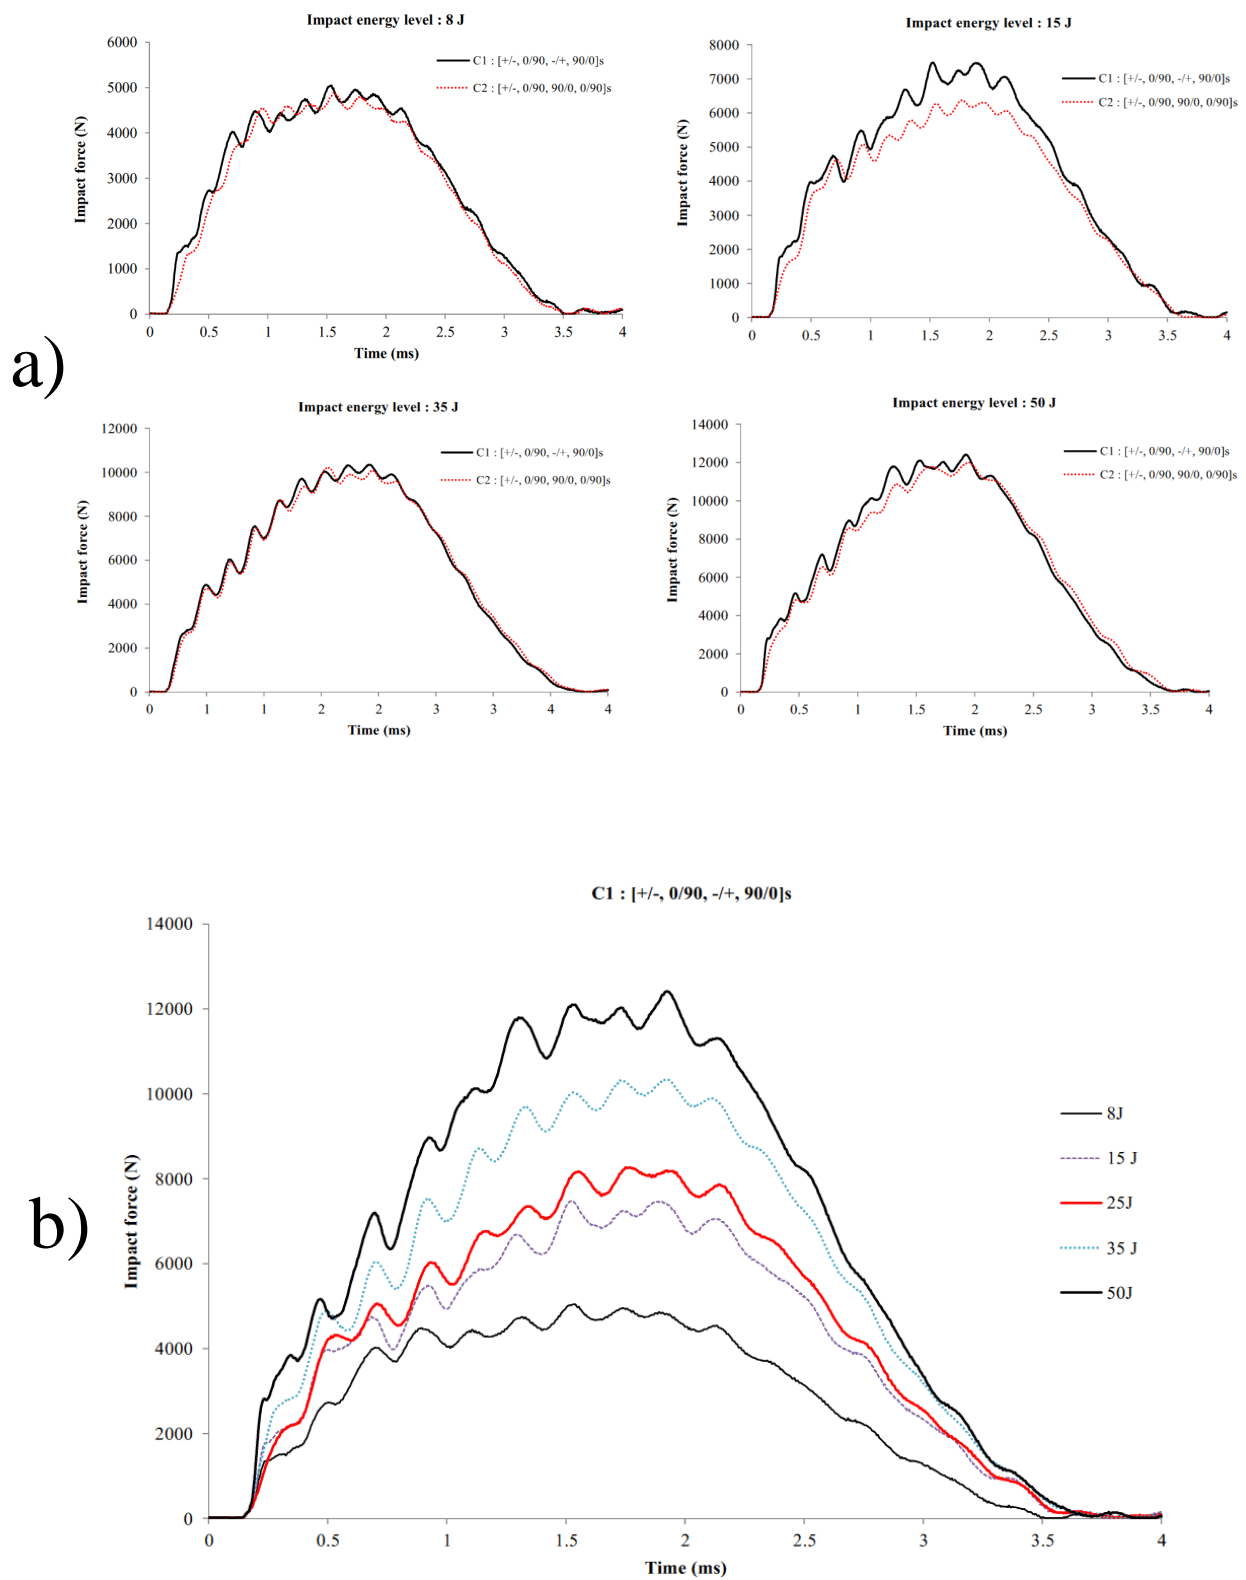 Impact energy level : 8 J
6000
5000
4000
3000
2000
1000
0
Impact force (N)
C1 : [+/-, 0/90, -/+, 90/0]s
C2 : [+/-, 0/90, 90/0, 0/90]s
0 0.5 1 1.5 2 2.5 3 3.5 4
Time (ms)
Impact energy level : 15 J
8000
7000
6000
5000
4000
3000
2000
1000
0
Impact force (N)
C1 : [+/-, 0/90, -/+, 90/0]s
C2 : [+/-, 0/90, 90/0, 0/90]s
0 0.5 1 1.5 2 2.5 3 3.5 4
Time (ms)
a)
Impact energy level : 35 J
12000
10000
8000
6000
4000
2000
0
Impact force (N)
C1 : [+/-, 0/90, -/+, 90/0]s
C2 : [+/-, 0/90, 90/0, 0/90]s
0 1 1 2 2 3 3 4 4
Time (ms)
Impact energy level : 50 J
14000
12000
10000
8000
6000
4000
2000
0
Impact force (N)
C1 : [+/-, 0/90, -/+, 90/0]s
C2 : [+/-, 0/90, 90/0, 0/90]s
0 0.5 1 1.5 2 2.5 3 3.5 4
Time (ms)
C1 : [+/-, 0/90, -/+, 90/0]s
14000
12000
10000
8000
6000
4000
2000
0
Impact force (N)
b)
8J
15 J
25J
35 J
50J
0 0.5 1 1.5 2 2.5 3 3.5 4
Time (ms)